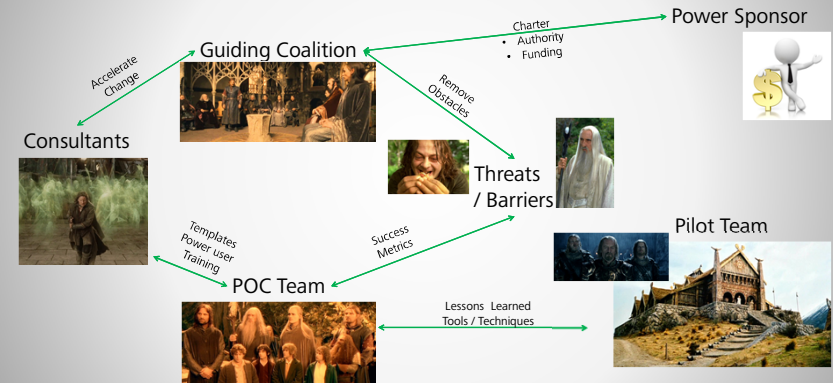 Power Sponsor
Charter
• Authority
• Funding
Guiding Coalition
Accelerate
Change
Remove
Obstacles
Consultants
Threats
/ Barriers
Pilot Team
Templates
Power user
Training
Success
Metrics
POC Team
Lessons Learned
Tools / Techniques
$